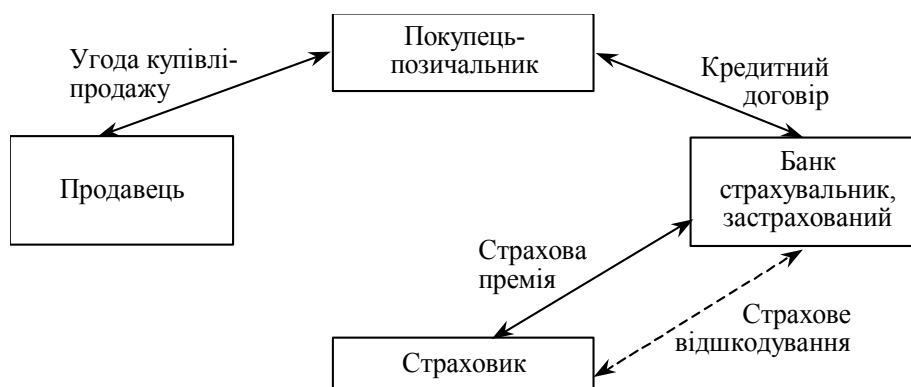 Угода купівлі-
продажу
Покупець-
позичальник
Кредитний
договір
Продавець
Банк
страхувальник,
застрахований
Страхова
премія
Страхове
відшкодування
Страховик